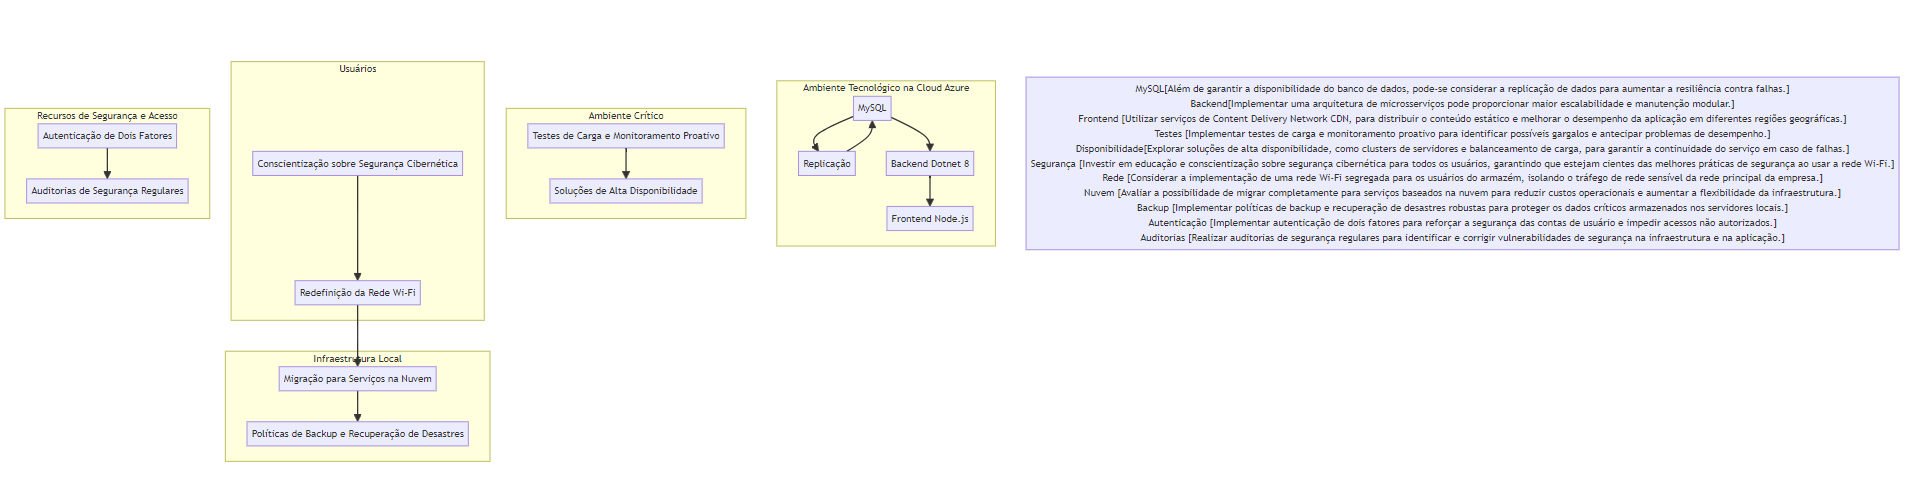 Recursos de Segurança e Acesso
Autenticação de Dois Fatores
Auditorias de Segurança Regulares
Usuários
Conscientização sobre Segurança Cibernética
Redefinição da Rede Wi-Fi
Infraestrutura Local
Migração para Serviços na Nuvem
Políticas de Backup e Recuperação de Desastres
Ambiente Crítico
Testes de Carga e Monitoramento Proativo
Soluções de Alta Disponibilidade
Ambiente Tecnológico na Cloud Azure
MySQL
Replicação
Backend Dotnet 8
Frontend Node.js
MySQL[Além de garantir a disponibilidade do banco de dados, pode-se considerar a replicação de dados para aumentar a resiliência contra falhas.]
Backend[Implementar uma arquitetura de microsserviços pode proporcionar maior escalabilidade e manutenção modular.]
Frontend [Utilizar serviços de Content Delivery Network CDN, para distribuir o conteúdo estático e melhorar o desempenho da aplicação em diferentes regiões geográficas.]
Testes [Implementar testes de carga e monitoramento proativo para identificar possíveis gargalos e antecipar problemas de desempenho.]
Disponibilidade[Explorar soluções de alta disponibilidade, como clusters de servidores e balanceamento de carga, para garantir a continuidade do serviço em caso de falhas.]
Segurança [Investir em educação e conscientização sobre segurança cibernética para todos os usuários, garantindo que estejam cientes das melhores práticas de segurança ao usar a rede Wi-Fi.]
Rede [Considerar a implementação de uma rede Wi-Fi segregada para os usuários do armazém, isolando o tráfego de rede sensível da rede principal da empresa.]
Nuvem [Avaliar a possibilidade de migrar completamente para serviços baseados na nuvem para reduzir custos operacionais e aumentar a flexibilidade da infraestrutura.]
Backup [Implementar políticas de backup e recuperação de desastres robustas para proteger os dados críticos armazenados nos servidores locais.]
Autenticação [Implementar autenticação de dois fatores para reforçar a segurança das contas de usuário e impedir acessos não autorizados.]
Auditorias [Realizar auditorias de segurança regulares para identificar e corrigir vulnerabilidades de segurança na infraestrutura e na aplicação.]